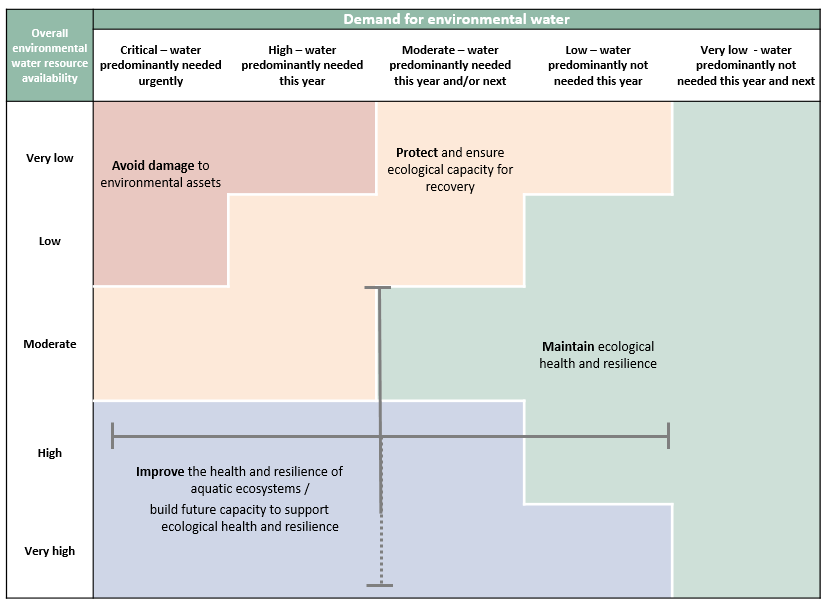 Demand for environmental water
Overall
environmental
water resource
availability
Critical – water
predominantly needed
urgently
High – water
predominantly needed
this year
Moderate – water
predominantly needed
this year and/or next
Low – water
predominantly not
needed this year
Very low - water
predominantly not
needed this year and next
Very low
Avoid damage to
environmental assets
Protect and ensure
ecological capacity for
recovery
Low
Moderate
Maintain ecological
health and resilience
High
Improve the health and resilience of
aquatic ecosystems /
build future capacity to support
ecological health and resilience
Very high